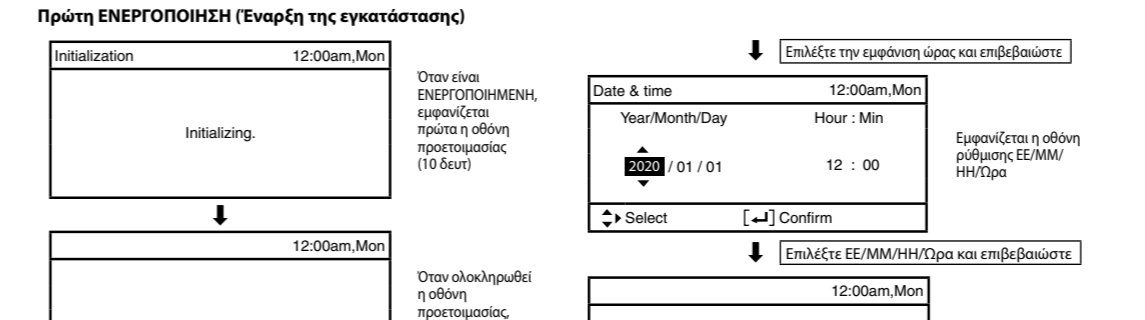 Πρώτη ΕΝΕΡΓΟΠΟΙΗΣΗ (Έναρξη της εγκατάστασης)
Initialization 12:00am,Mon
Initializing.
Όταν είναι
ΕΝΕΡΓΟΠΟΙΗΜΕΝΗ,
εμφανίζεται
πρώτα η οθόνη
προετοιμασίας
(10 δευτ)
12:00am,Mon
Όταν ολοκληρωθεί
η οθόνη
προετοιμασίας,
Επιλέξτε την εμφάνιση ώρας και επιβεβαιώστε
Date & time 12:00am,Mon
Year/Month/Day Hour : Min
2020 / 01 / 01 12 : 00
Select [↵] Confirm
Εμφανίζεται η οθόνη
ρύθμισης ΕΕ/ΜΜ/
ΗΗ/Ώρα
Επιλέξτε ΕΕ/ΜΜ/ΗΗ/Ώρα και επιβεβαιώστε
12:00am,Mon